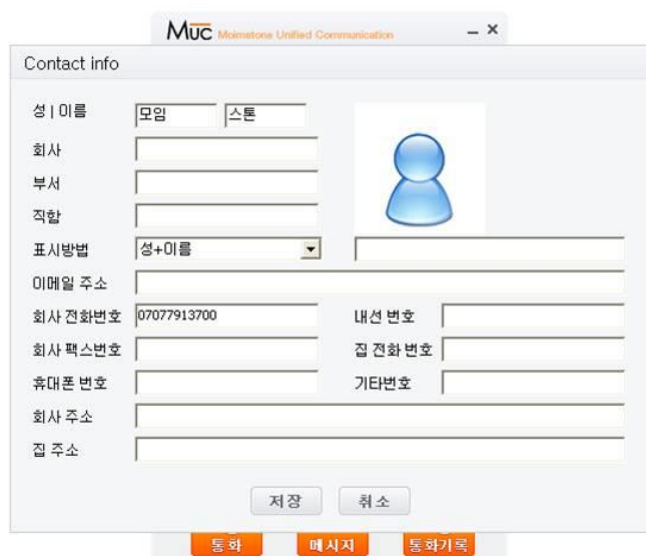 MUC Moimstone Unified Communication
Contact info
성 | 이름 모임 스톤
회사
부서
직함
표시방법 성+이름
이메일 주소
회사 전화번호 07077913700 내선 번호
회사 팩스번호 집 전화 번호
휴대폰 번호 기타번호
회사 주소
집 주소
저장 취소
통화 메시지 통화기록